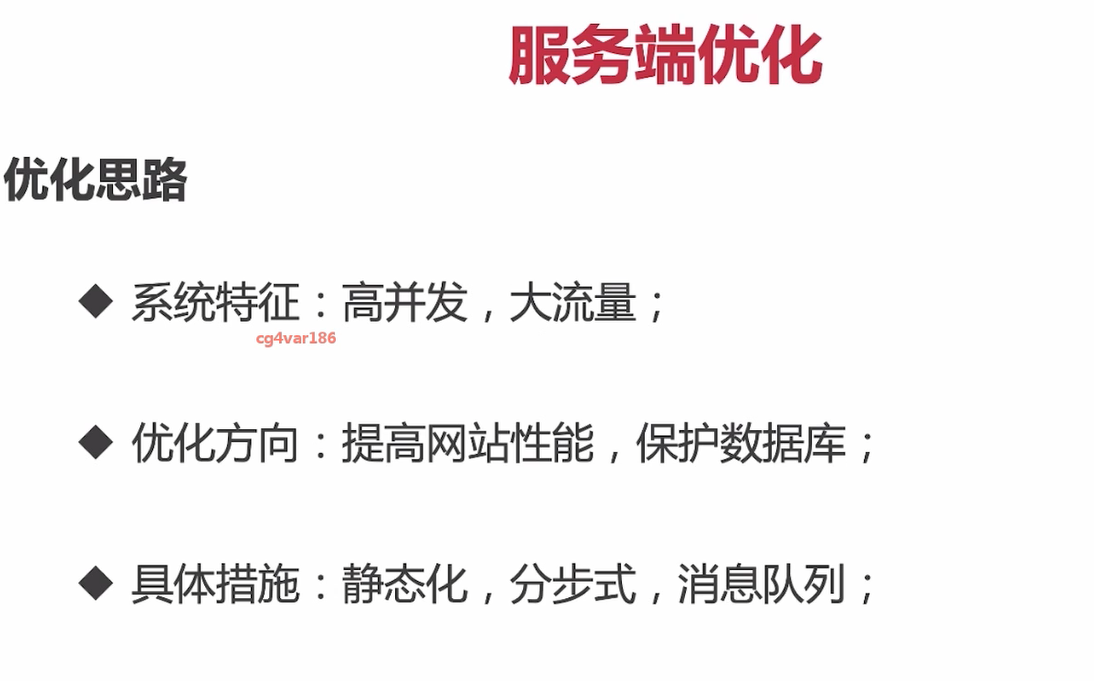 服务端优化
优化思路
◆ 系统特征：高并发，大流量；
cg4var186
◆ 优化方向：提高网站性能，保护数据库；
◆ 具体措施：静态化，分步式，消息队列；